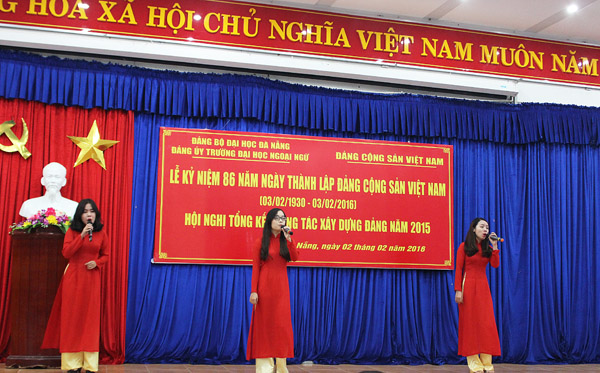 G HÒA XÃ HỘI CHỦ NGHĨA VIỆT NAM MUÔN NĂM
ĐẢNG BỘ ĐẠI HỌC ĐÀ NẴNG
ĐẢNG ỦY TRƯỜNG ĐẠI HỌC NGOẠI NGỮ
ĐẢNG CỘNG SẢN VIỆT NAM
LỄ KỶ NIỆM 86 NĂM NGÀY THÀNH LẬP ĐẢNG CỘNG SẢN VIỆT NAM
(03/02/1930 - 03/02/2016)
HỘI NGHỊ TỔNG KẾ NG TÁC XÂY DỰNG ĐẢNG NĂM 2015
Nẵng, ngày 02 tháng 02 năm 2016